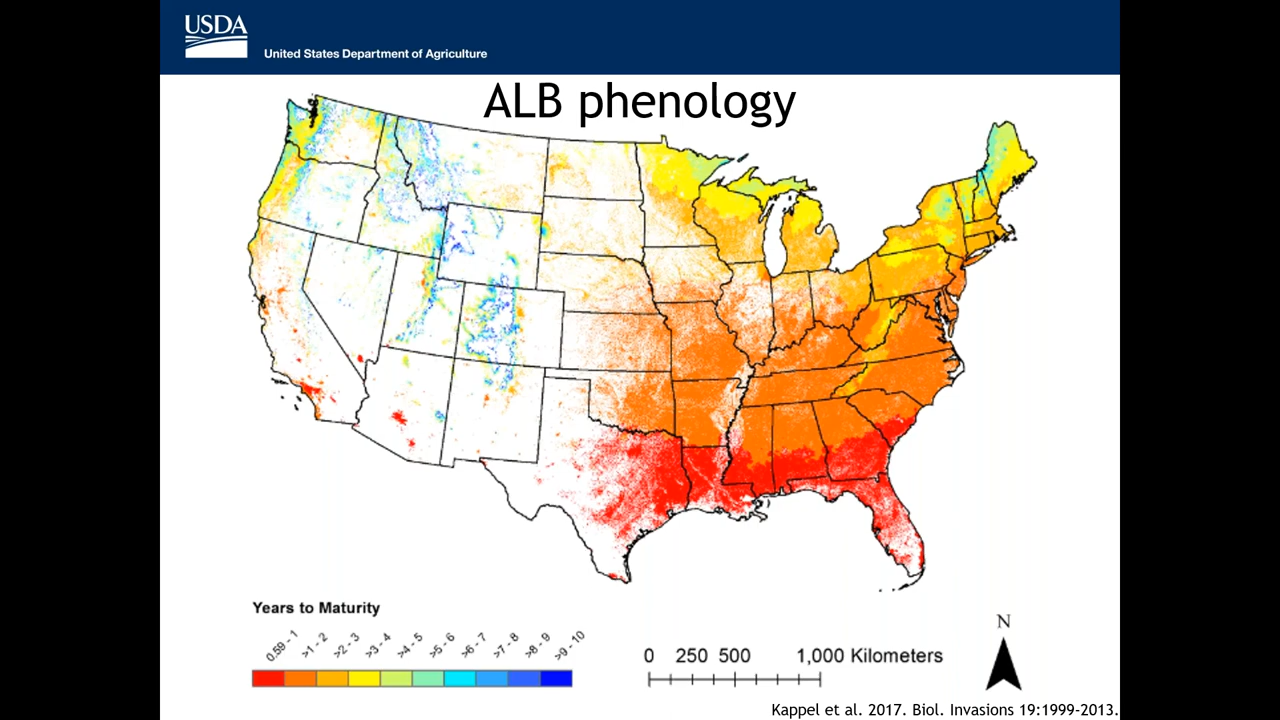 USDA
United States Department of Agriculture
ALB phenology
Years to Maturity
0.59 - 1
>1 - 2
>2 - 3
>3 - 4
>4 - 5
>5 - 6
>6 - 7
>7 - 8
>8 - 9
>9 - 10
N
0 250 500 1,000 Kilometers
Kappel et al. 2017. Biol. Invasions 19:1999-2013.